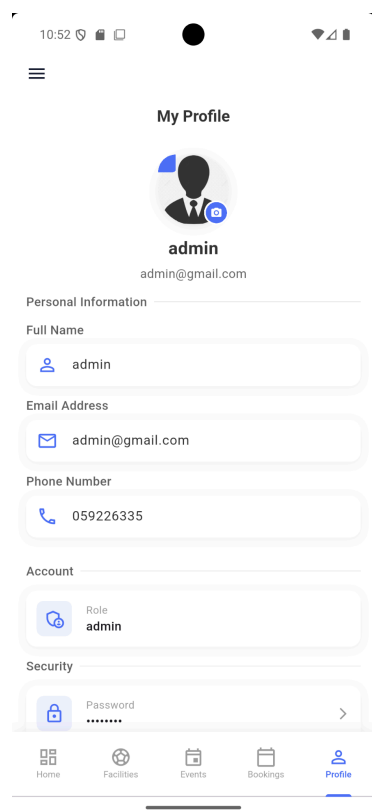 10:52
My Profile
admin
admin@gmail.com
Personal Information
Full Name
admin
Email Address
admin@gmail.com
Phone Number
059226335
Account
Role
admin
Security
Password
••••••••
Home Facilities Events Bookings Profile